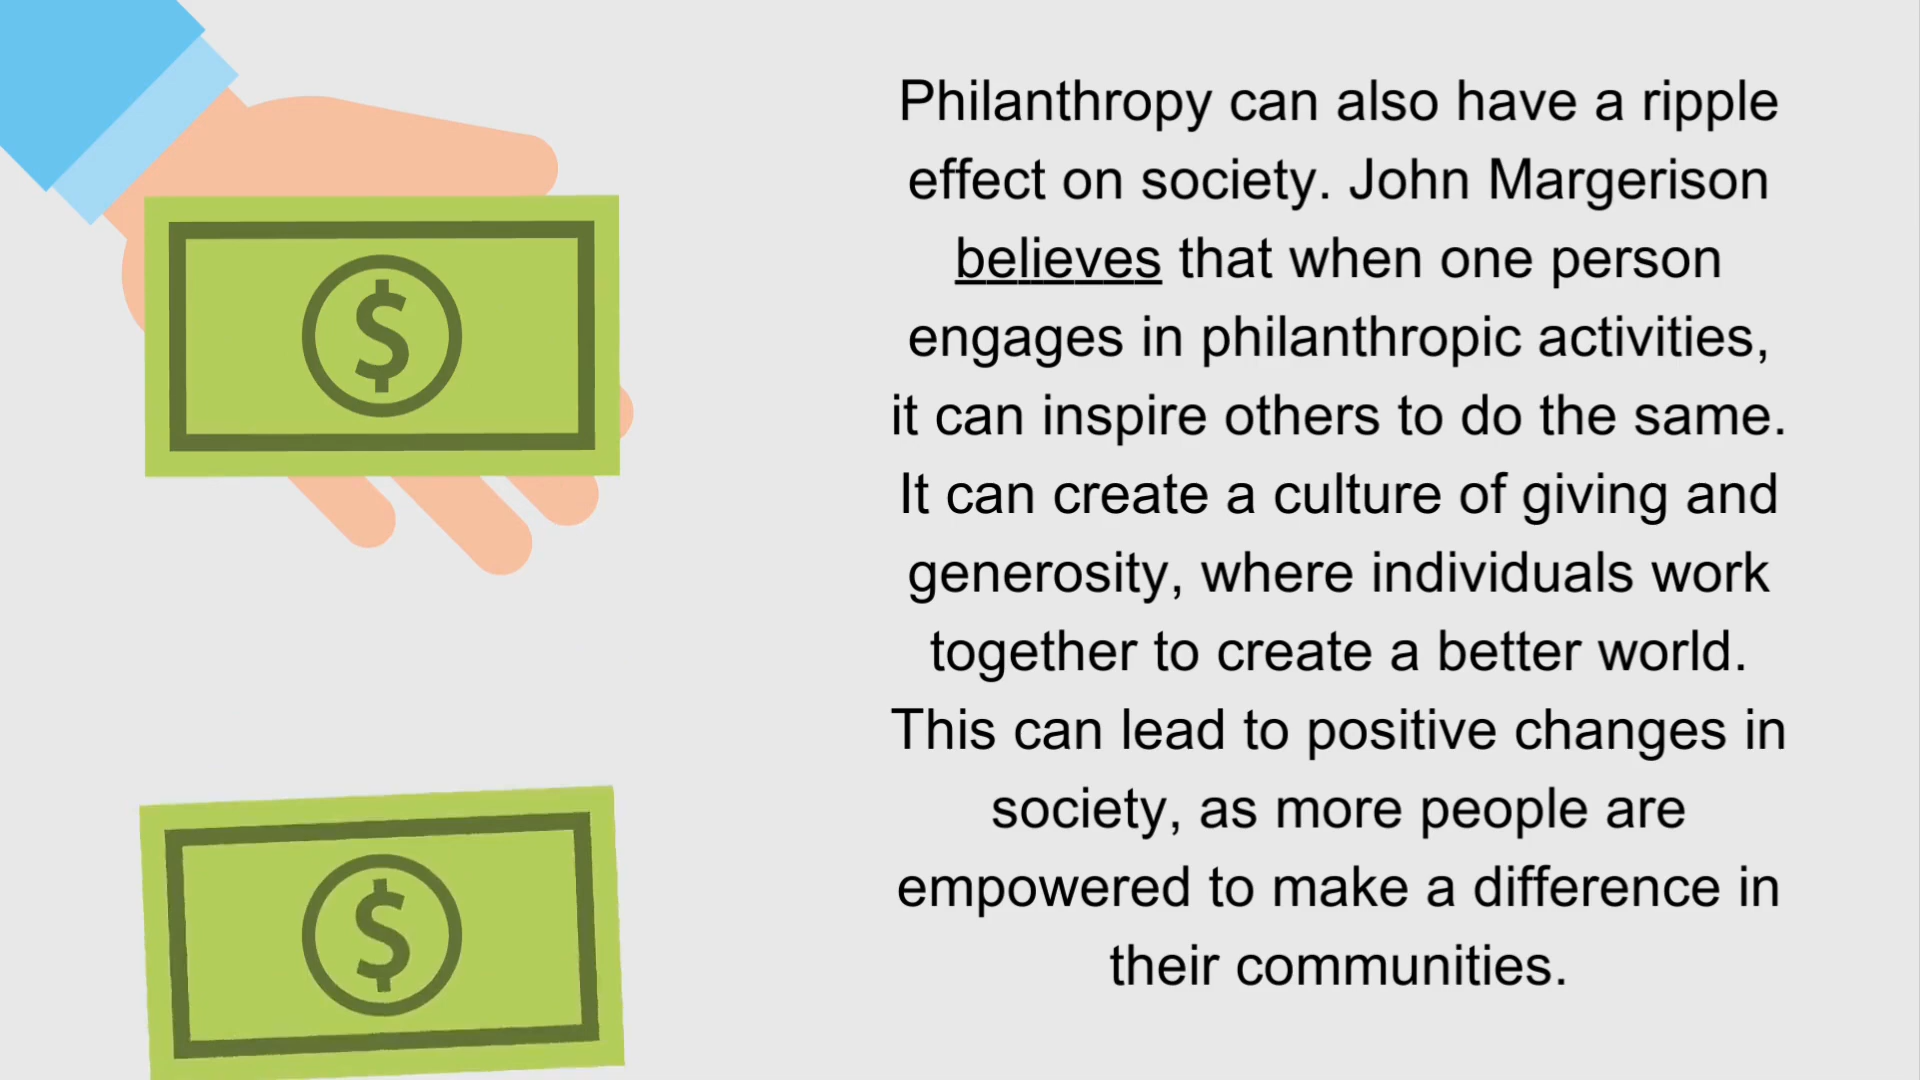 Philanthropy can also have a ripple
effect on society. John Margerison
believes that when one person
engages in philanthropic activities,
it can inspire others to do the same.
It can create a culture of giving and
generosity, where individuals work
together to create a better world.
This can lead to positive changes in
society, as more people are
empowered to make a difference in
their communities.
$
$